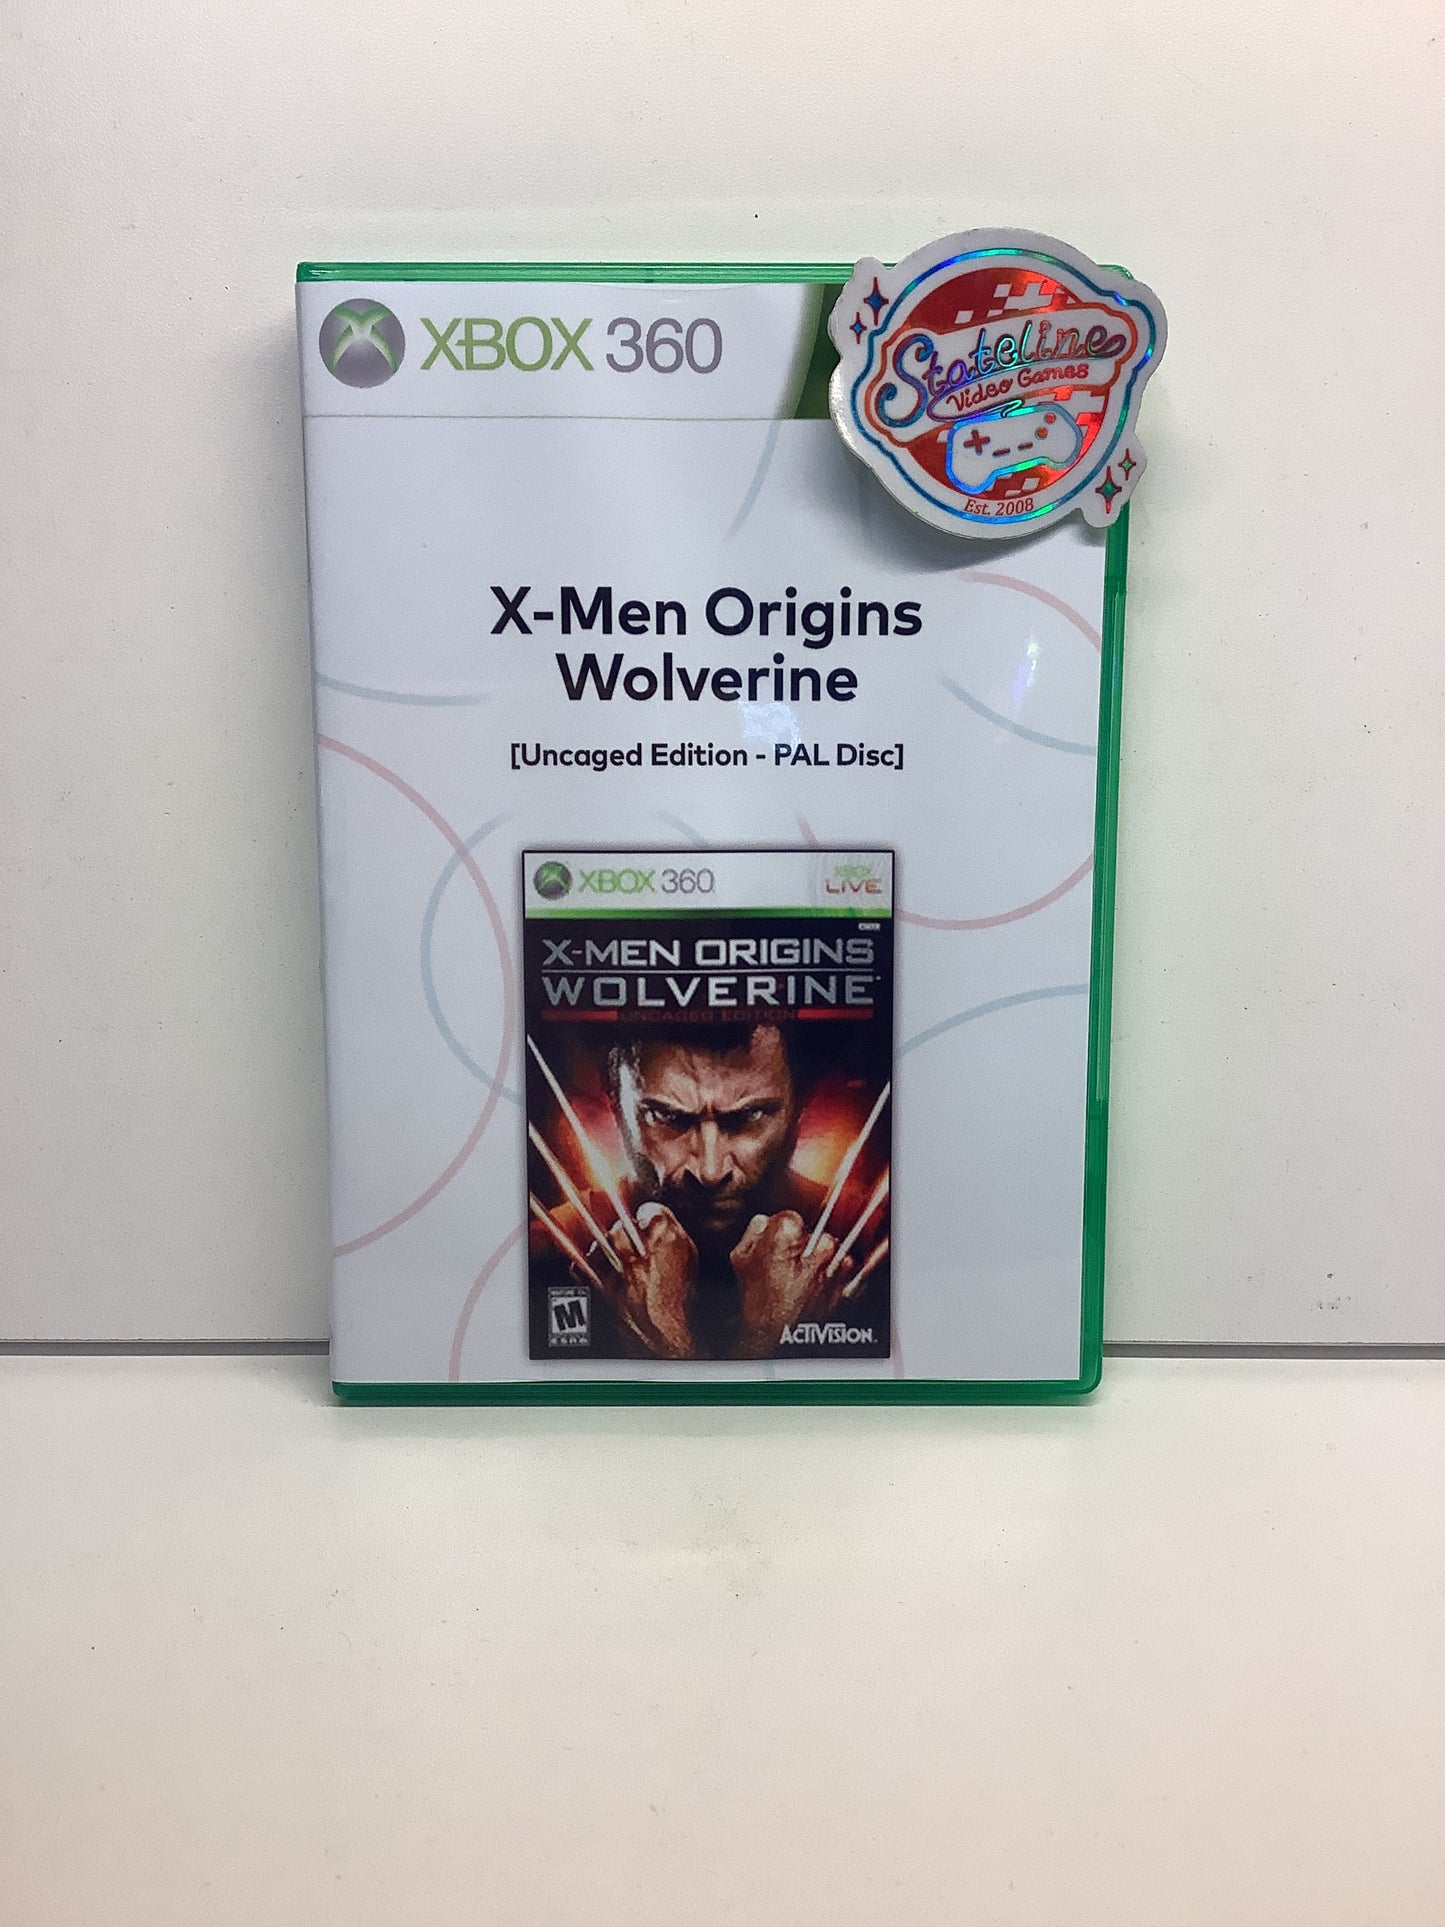 XBOX 360
Stateline
Video Games
Est. 2008
X-Men Origins
Wolverine
[Uncaged Edition - PAL Disc]
XBOX 360
XBOX
LIVE
X-MEN ORIGINS
WOLVERINE
UNCAGED EDITION
M
ACTIVISION